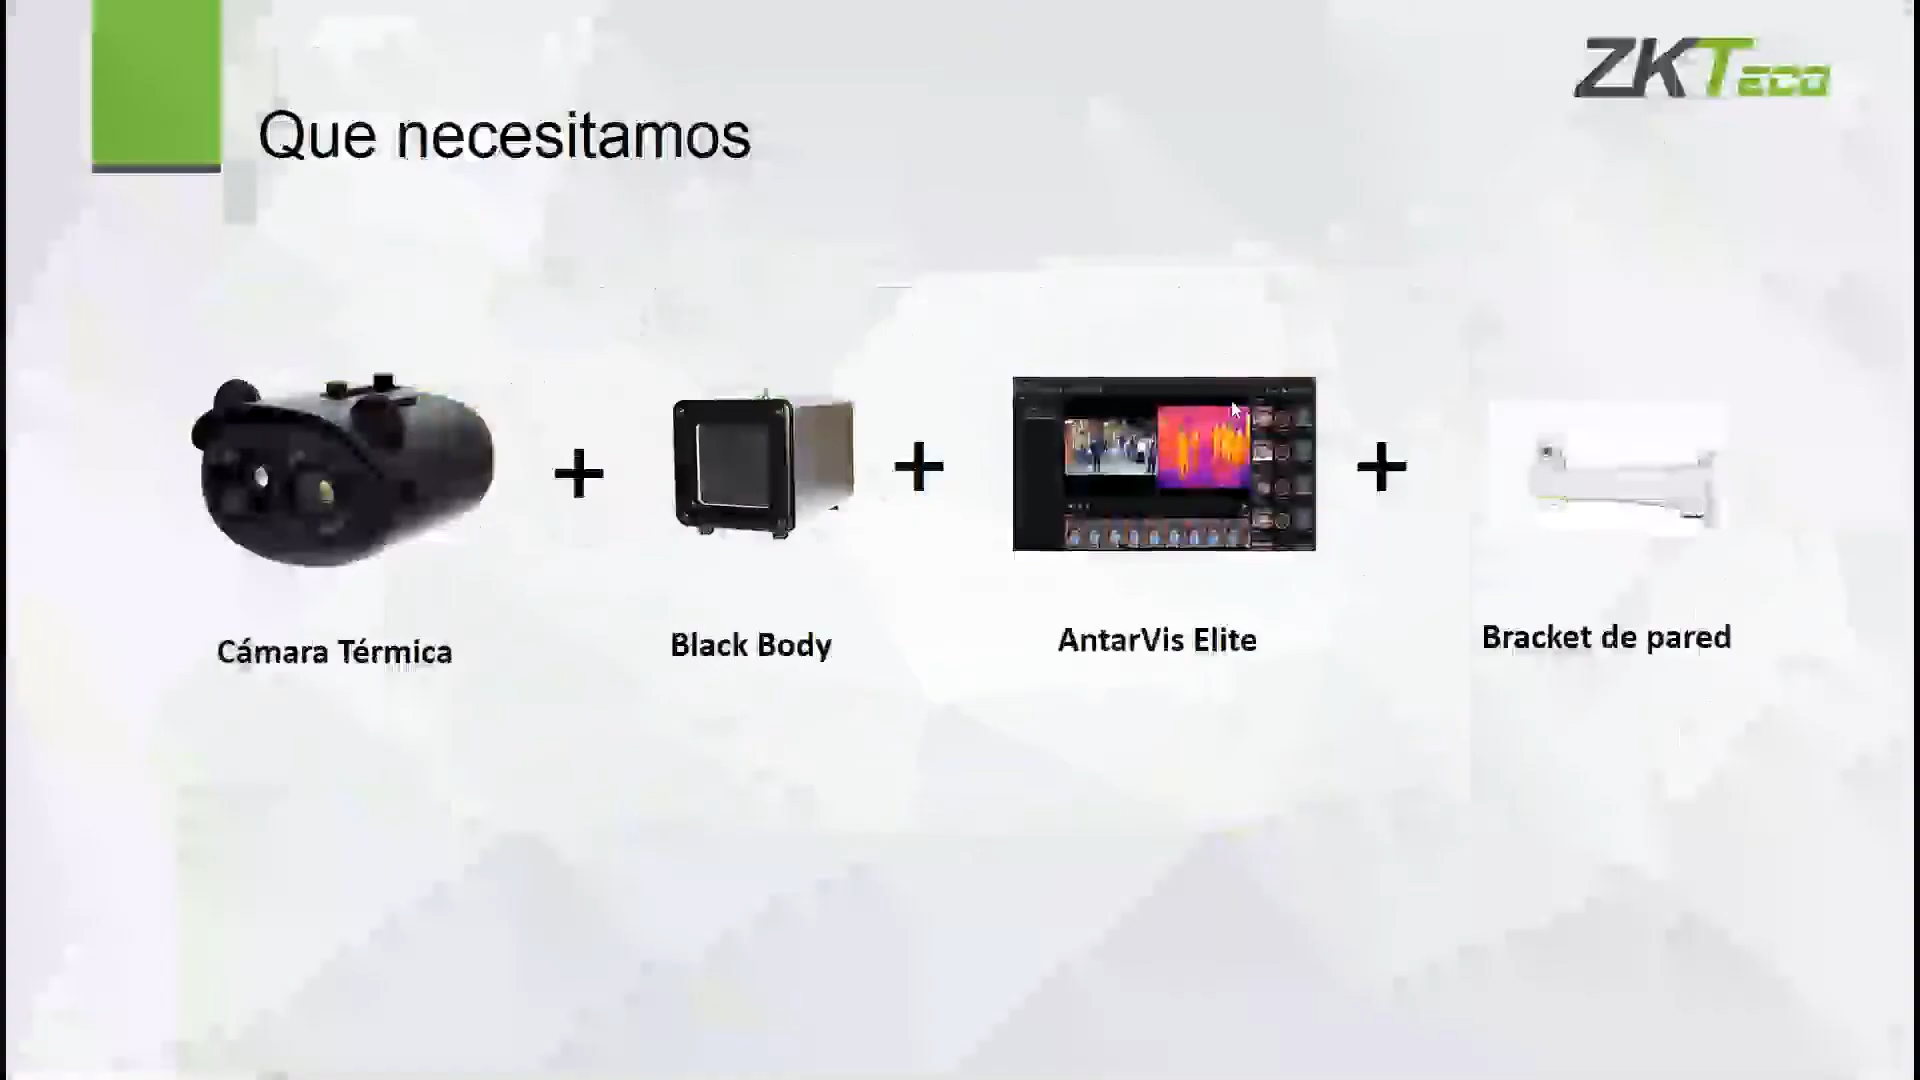 ZKTeco
Que necesitamos
+
+
+
Cámara Térmica
Black Body
AntarVis Elite
Bracket de pared